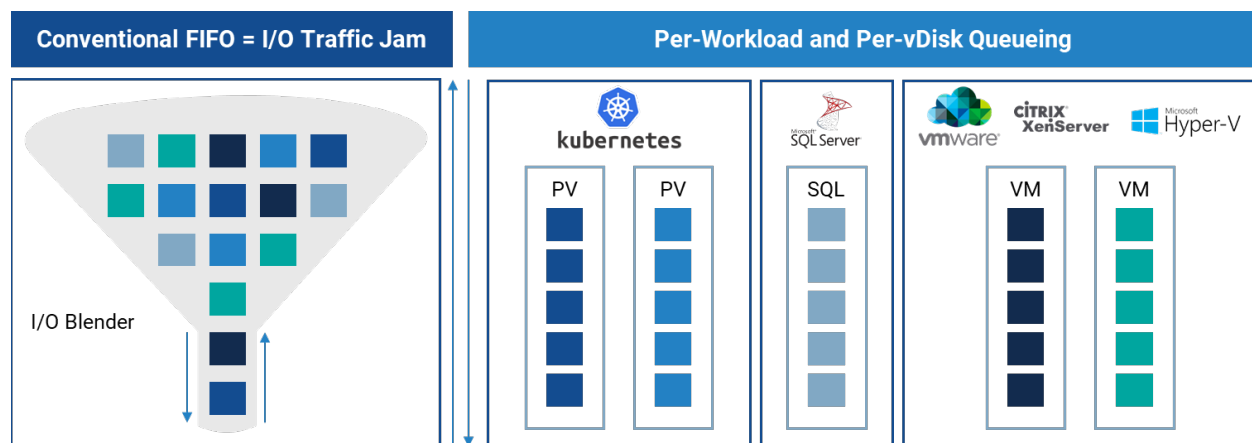 Conventional FIFO = I/O Traffic Jam
Per-Workload and Per-vDisk Queueing
I/O Blender
kubernetes
PV
PV
Microsoft
SQL Server
SQL
vmware
CiTRIX
XenServer
Microsoft
Hyper-V
VM
VM